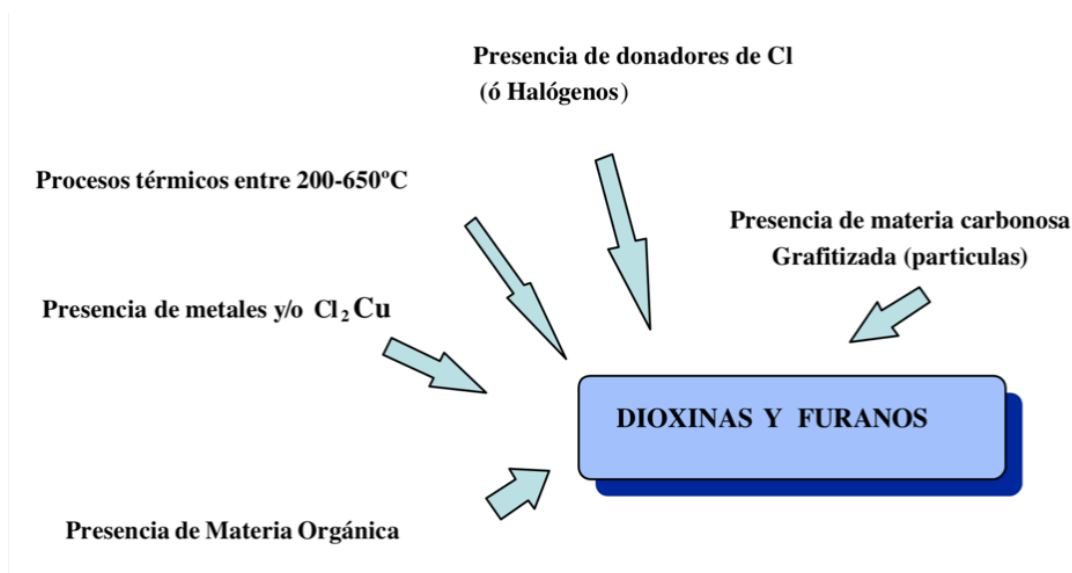 Presencia de donadores de Cl
(ó Halógenos)
Procesos térmicos entre 200-650ºC
Presencia de materia carbonosa
Grafitizada (particulas)
Presencia de metales y/o Cl₂Cu
DIOXINAS Y FURANOS
Presencia de Materia Orgánica